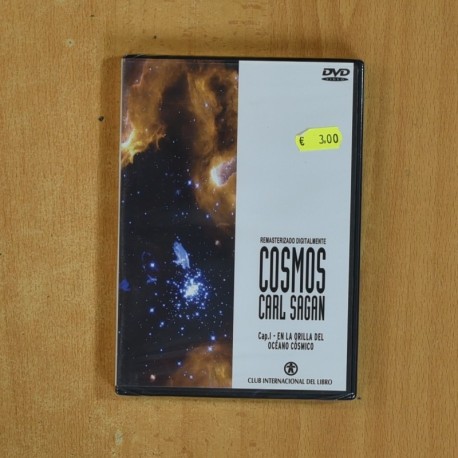 DVD
VIDEO
€ 3.00
REMASTERIZADO DIGITALMENTE
COSMOS
CARL SAGAN
Cap.I - EN LA ORILLA DEL
OCÉANO CÓSMICO
CLUB INTERNACIONAL DEL LIBRO